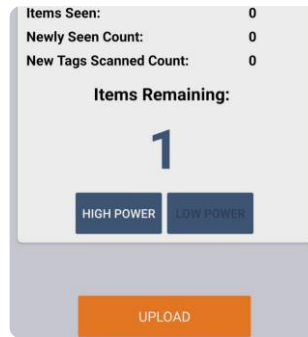 Items Seen: 0
Newly Seen Count: 0
New Tags Scanned Count: 0
Items Remaining:
1
HIGH POWER LOW POWER
UPLOAD